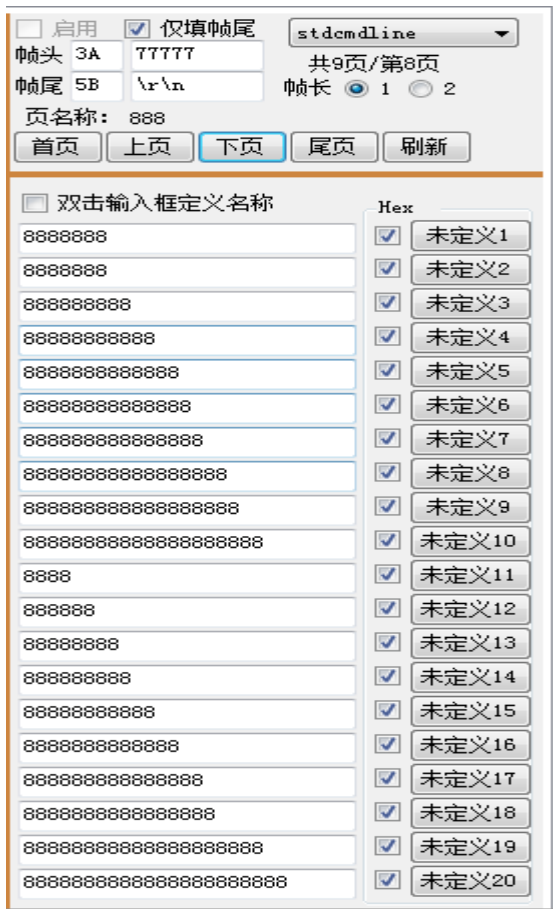 启用 仅填帧尾 stdcmdline
帧头 3A 77777 共9页/第8页
帧尾 5B \r\n 帧长 1 2
页名称: 888
首页 上页 下页 尾页 刷新
双击输入框定义名称 Hex
8888888 未定义1
8888888 未定义2
888888888 未定义3
88888888888 未定义4
8888888888888 未定义5
88888888888888 未定义6
888888888888888 未定义7
88888888888888888 未定义8
888888888888888888 未定义9
88888888888888888888 未定义10
8888 未定义11
888888 未定义12
88888888 未定义13
888888888 未定义14
88888888888 未定义15
8888888888888 未定义16
888888888888888 未定义17
8888888888888888 未定义18
88888888888888888888 未定义19
8888888888888888888888 未定义20